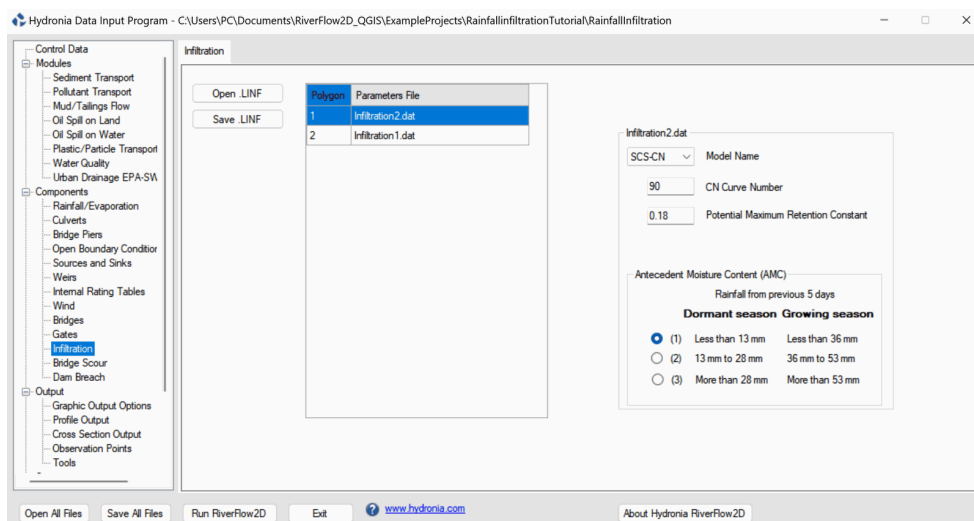 Hydronia Data Input Program - C:\Users\PC\Documents\RiverFlow2D_QGIS\ExampleProjects\RainfallinfiltrationTutorial\RainfallInfiltration
Control Data
Modules
Sediment Transport
Pollutant Transport
Mud/Tailings Flow
Oil Spill on Land
Oil Spill on Water
Plastic/Particle Transport
Water Quality
Urban Drainage EPA-SW
Components
Rainfall/Evaporation
Culverts
Bridge Piers
Open Boundary Condition
Sources and Sinks
Weirs
Internal Rating Tables
Wind
Bridges
Gates
Infiltration
Bridge Scour
Dam Breach
Output
Graphic Output Options
Profile Output
Cross Section Output
Observation Points
Tools
Infiltration
Open .LINF
Save .LINF
Polygon Parameters File
1 Infiltration2.dat
2 Infiltration1.dat
Infiltration2.dat
SCS-CN Model Name
90 CN Curve Number
0.18 Potential Maximum Retention Constant
Antecedent Moisture Content (AMC)
Rainfall from previous 5 days
Dormant season Growing season
(1) Less than 13 mm Less than 36 mm
(2) 13 mm to 28 mm 36 mm to 53 mm
(3) More than 28 mm More than 53 mm
Open All Files Save All Files Run RiverFlow2D Exit ? www.hydronia.com About Hydronia RiverFlow2D